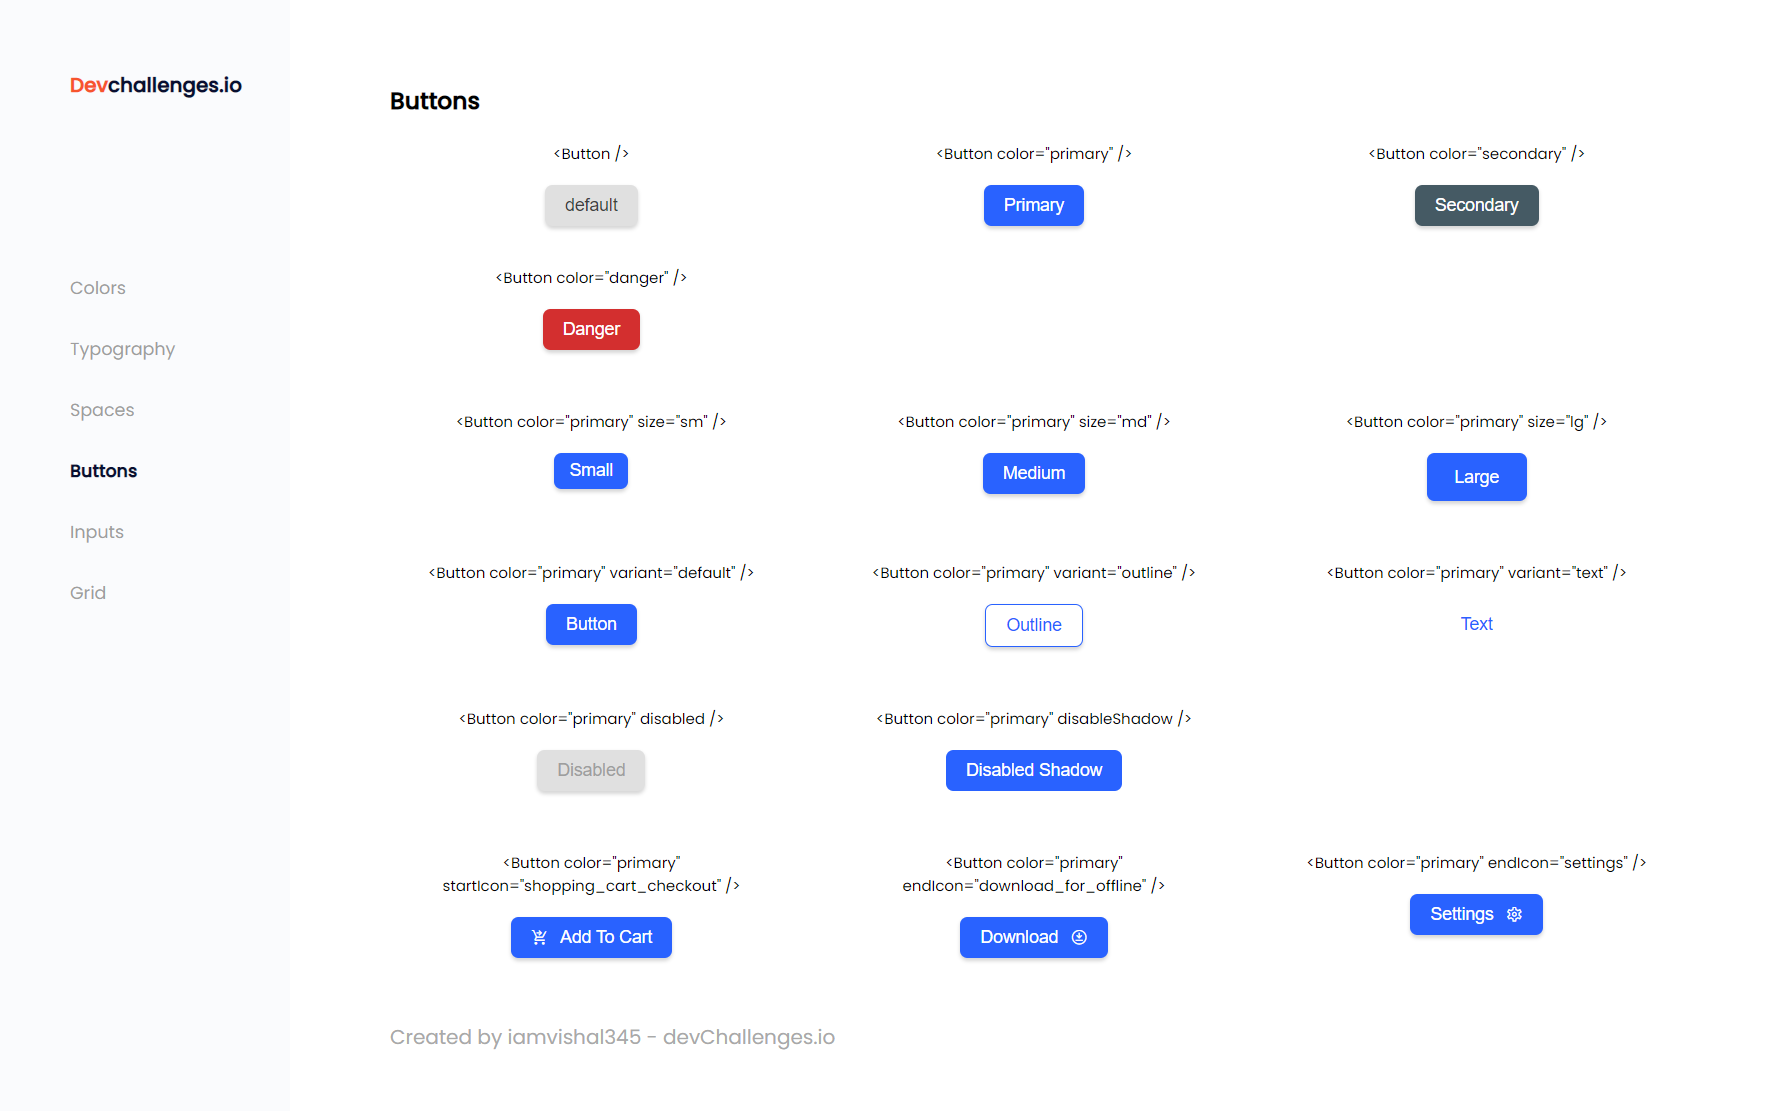 Devchallenges.io
Colors
Typography
Spaces
Buttons
Inputs
Grid
Buttons
<Button />
default
<Button color="primary" />
Primary
<Button color="secondary" />
Secondary
<Button color="danger" />
Danger
<Button color="primary" size="sm" />
Small
<Button color="primary" size="md" />
Medium
<Button color="primary" size="lg" />
Large
<Button color="primary" variant="default" />
Button
<Button color="primary" variant="outline" />
Outline
<Button color="primary" variant="text" />
Text
<Button color="primary" disabled />
Disabled
<Button color="primary" disableShadow />
Disabled Shadow
<Button color="primary"
startIcon="shopping_cart_checkout" />
Add To Cart
<Button color="primary"
endIcon="download_for_offline" />
Download
<Button color="primary" endIcon="settings" />
Settings
Created by iamvishal345 - devChallenges.io